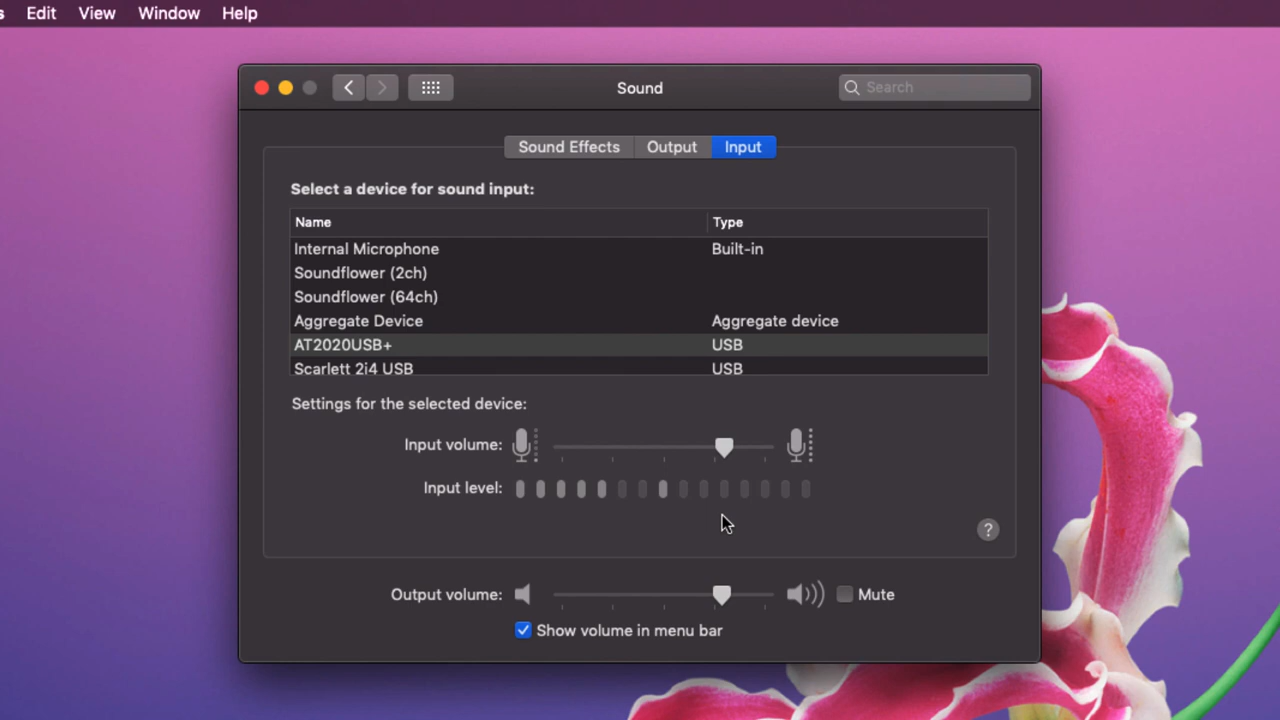 s Edit View Window Help
Sound
Search
Sound Effects Output Input
Select a device for sound input:
Name Type
Internal Microphone Built-in
Soundflower (2ch)
Soundflower (64ch)
Aggregate Device Aggregate device
AT2020USB+ USB
Scarlett 2i4 USB USB
Settings for the selected device:
Input volume:
Input level:
?
Output volume: Mute
Show volume in menu bar